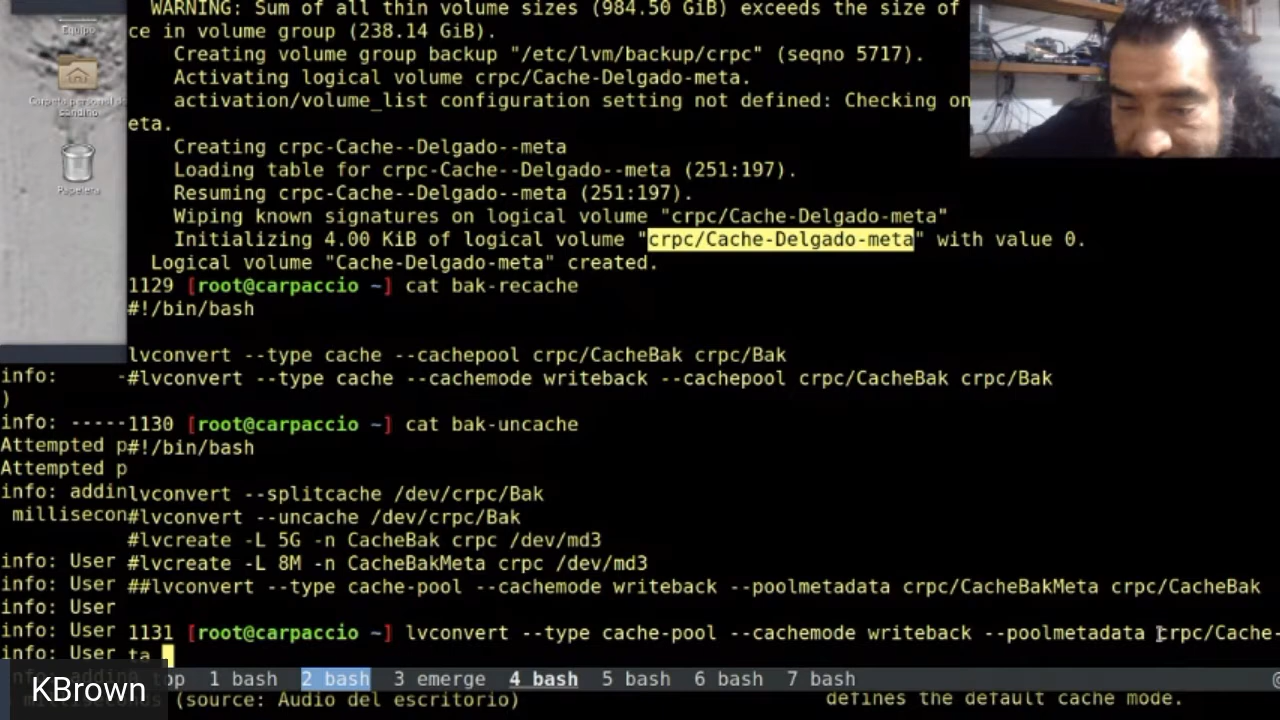 WARNING: Sum of all thin volume sizes (984.50 GiB) exceeds the size of
ce in volume group (238.14 GiB).
Creating volume group backup "/etc/lvm/backup/crpc" (seqno 5717).
Activating logical volume crpc/Cache-Delgado-meta.
activation/volume_list configuration setting not defined: Checking on
eta.
Creating crpc-Cache--Delgado--meta
Loading table for crpc-Cache--Delgado--meta (251:197).
Resuming crpc-Cache--Delgado--meta (251:197).
Wiping known signatures on logical volume "crpc/Cache-Delgado-meta"
Initializing 4.00 KiB of logical volume "crpc/Cache-Delgado-meta" with value 0.
Logical volume "Cache-Delgado-meta" created.
1129 [root@carpaccio ~] cat bak-recache
#!/bin/bash
lvconvert --type cache --cachepool crpc/CacheBak crpc/Bak
#lvconvert --type cache --cachemode writeback --cachepool crpc/CacheBak crpc/Bak
1130 [root@carpaccio ~] cat bak-uncache
#!/bin/bash
lvconvert --splitcache /dev/crpc/Bak
#lvconvert --uncache /dev/crpc/Bak
#lvcreate -L 5G -n CacheBak crpc /dev/md3
#lvcreate -L 8M -n CacheBakMeta crpc /dev/md3
##lvconvert --type cache-pool --cachemode writeback --poolmetadata crpc/CacheBakMeta crpc/CacheBak
1131 [root@carpaccio ~] lvconvert --type cache-pool --cachemode writeback --poolmetadata crpc/Cache-
ta
Equipo
Carpeta personal de
Papelera
info: -
)
info: -----
Attempted p
Attempted p
info: addin
millisecon
info: User
info: User
info: User
info: User
info: User
top 1 bash 2 bash 3 emerge 4 bash 5 bash 6 bash 7 bash
(source: Audio del escritorio)
defines the default cache mode.
KBrown